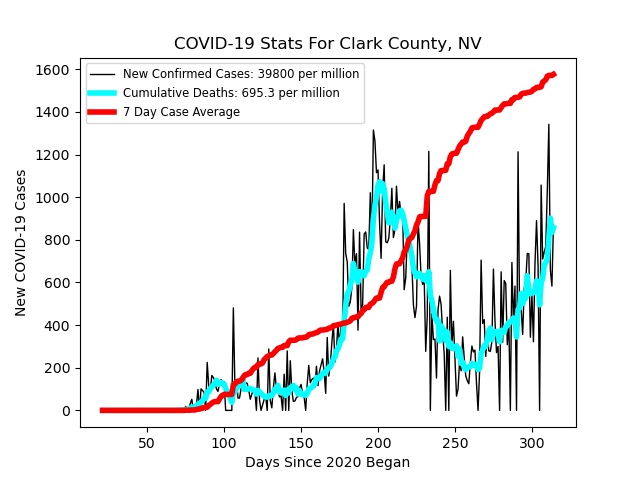 COVID-19 Stats For Clark County, NV
New Confirmed Cases: 39800 per million
Cumulative Deaths: 695.3 per million
7 Day Case Average
New COVID-19 Cases
1600
1400
1200
1000
800
600
400
200
0
50
100
150
200
250
300
Days Since 2020 Began